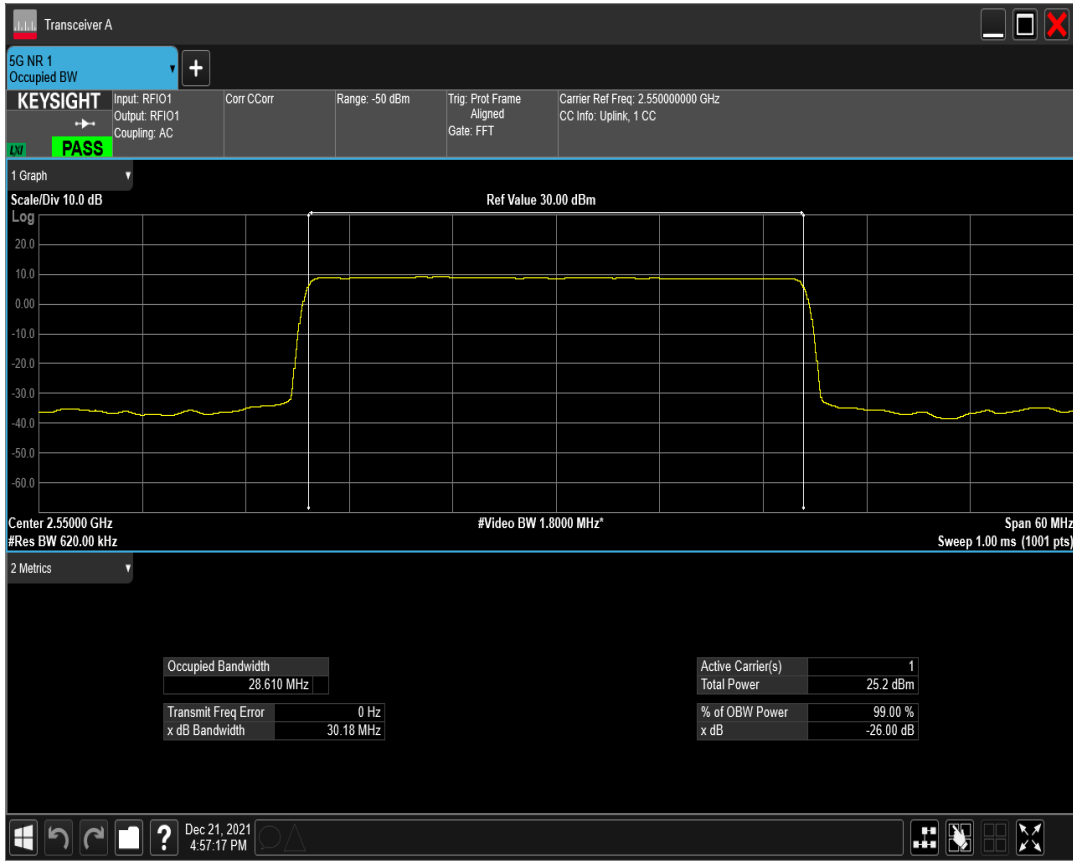 Transceiver A
5G NR 1
Occupied BW
KEYSIGHT
LXI
PASS
Input: RFIO1
Output: RFIO1
Coupling: AC
Corr CCorr
Range: -50 dBm
Trig: Prot Frame
Aligned
Gate: FFT
Carrier Ref Freq: 2.550000000 GHz
CC Info: Uplink, 1 CC
1 Graph
Scale/Div 10.0 dB
Ref Value 30.00 dBm
Log
20.0
10.0
0.00
-10.0
-20.0
-30.0
-40.0
-50.0
-60.0
Center 2.55000 GHz
#Video BW 1.8000 MHz*
Span 60 MHz
#Res BW 620.00 kHz
Sweep 1.00 ms (1001 pts)
2 Metrics
Occupied Bandwidth
28.610 MHz
Transmit Freq Error 0 Hz
x dB Bandwidth 30.18 MHz
Active Carrier(s) 1
Total Power 25.2 dBm
% of OBW Power 99.00 %
x dB -26.00 dB
?
Dec 21, 2021
4:57:17 PM